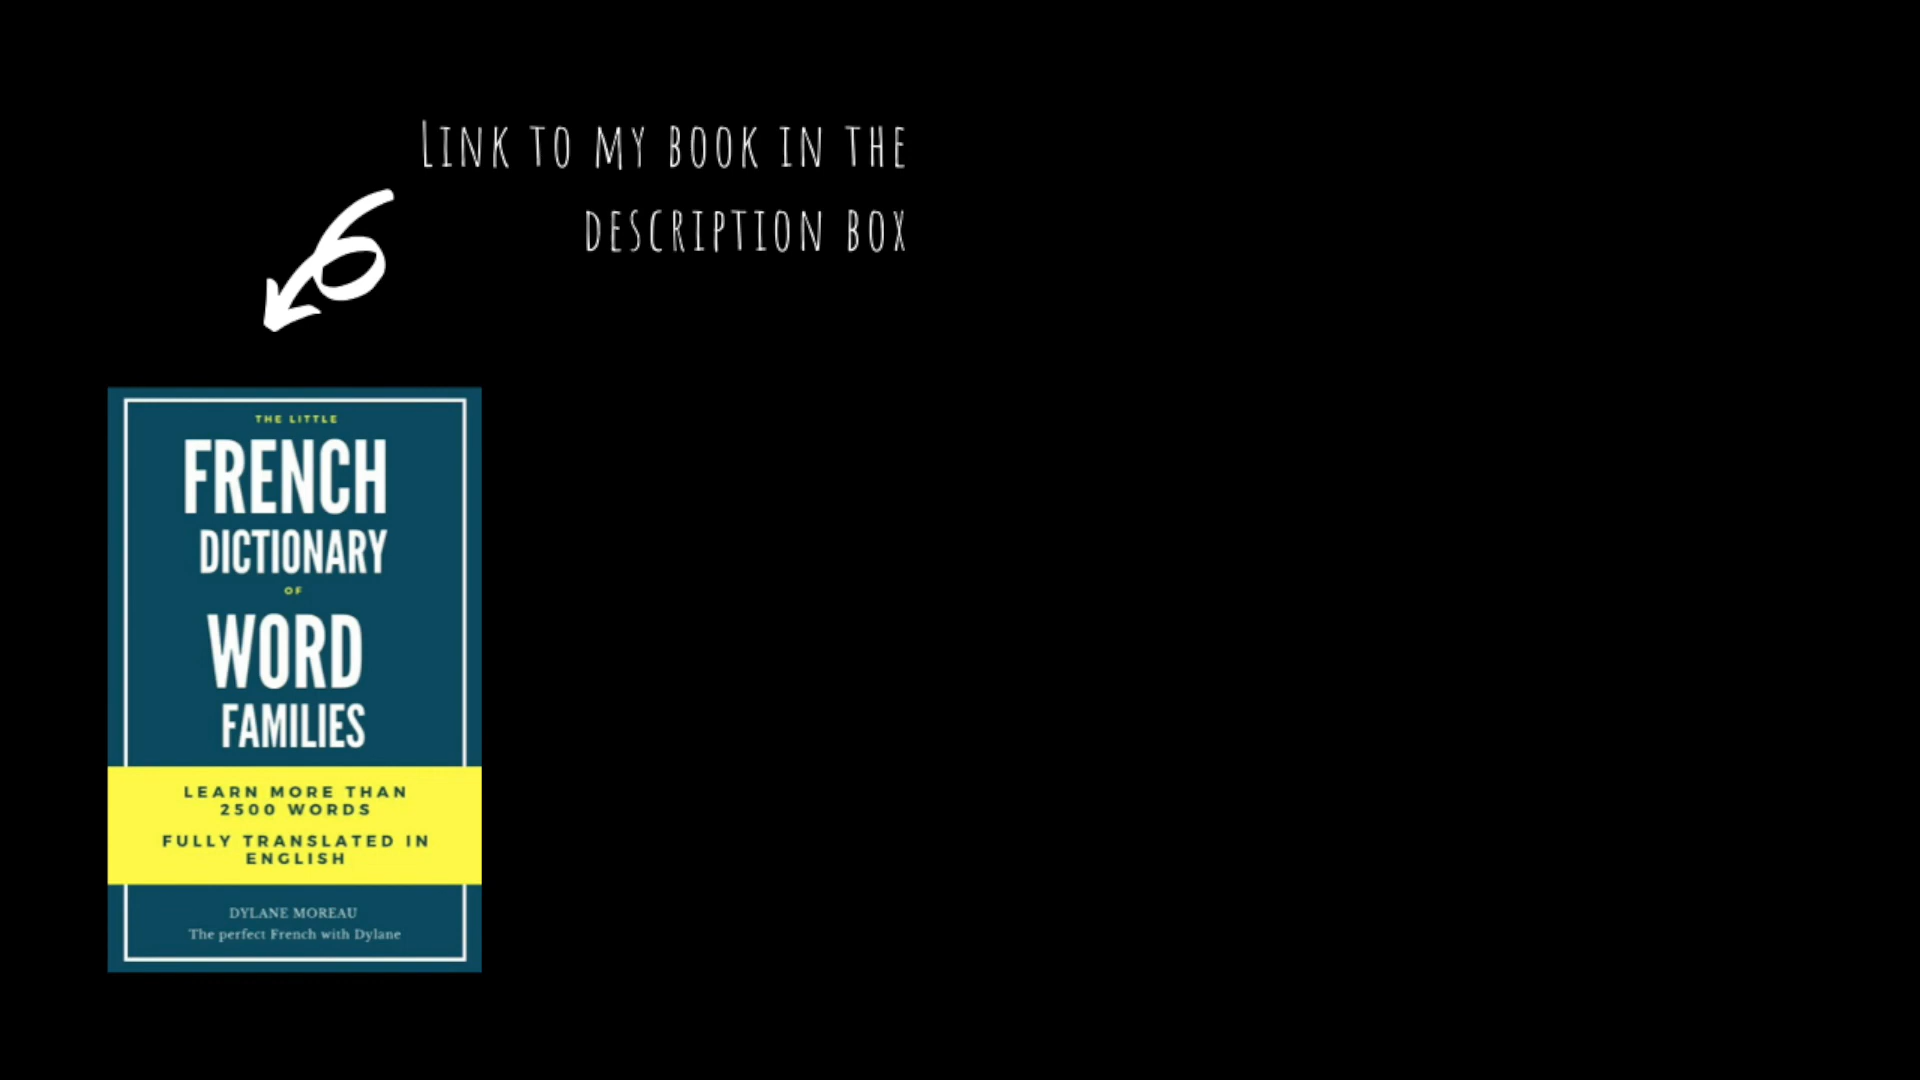 LINK TO MY BOOK IN THE
DESCRIPTION BOX
THE LITTLE
FRENCH
DICTIONARY
OF
WORD
FAMILIES
LEARN MORE THAN
2500 WORDS
FULLY TRANSLATED IN
ENGLISH
DYLANE MOREAU
The perfect French with Dylane